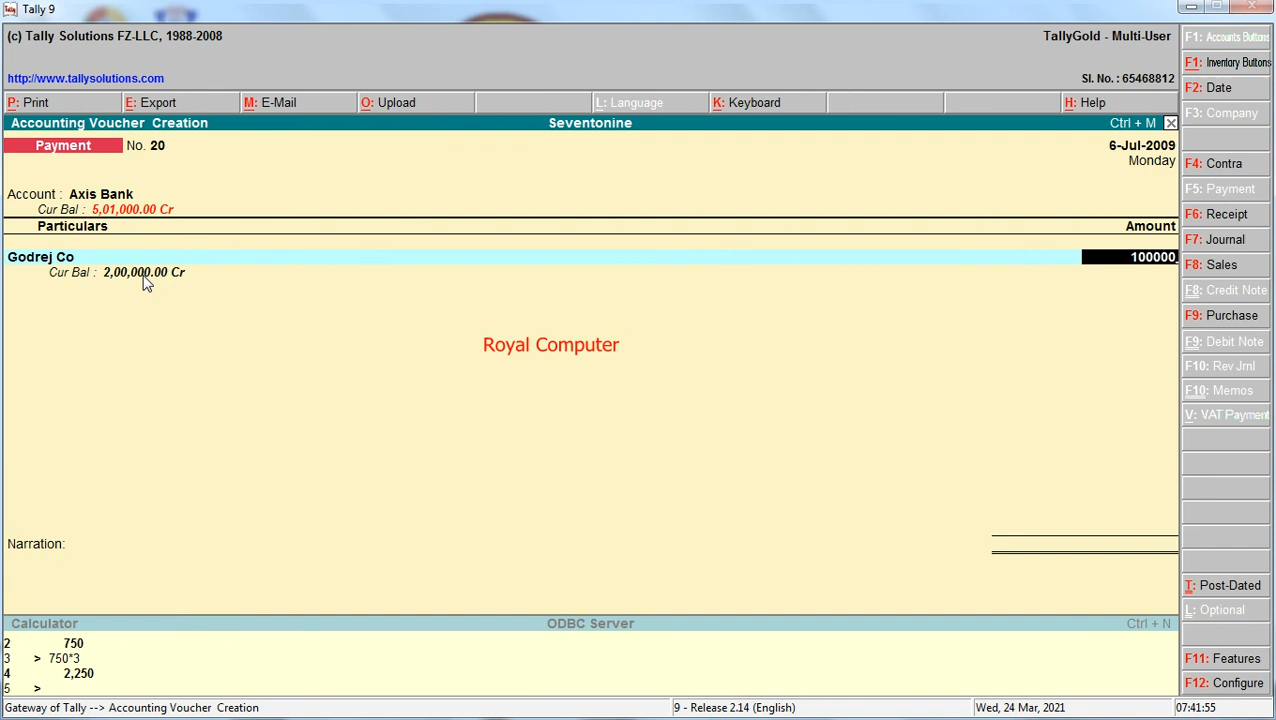 Tally 9
(c) Tally Solutions FZ-LLC, 1988-2008
TallyGold - Multi-User
http://www.tallysolutions.com
Sl. No. : 65468812
P: Print E: Export M: E-Mail O: Upload L: Language K: Keyboard H: Help
Accounting Voucher Creation Seventonine Ctrl + M
Payment No. 20 6-Jul-2009
Monday
Account : Axis Bank
Cur Bal : 5,01,000.00 Cr
Particulars Amount
Godrej Co 100000
Cur Bal : 2,00,000.00 Cr
Royal Computer
Narration:
Calculator ODBC Server Ctrl + N
2 750
3 > 750*3
4 2,250
5 >
Gateway of Tally --> Accounting Voucher Creation 9 - Release 2.14 (English) Wed, 24 Mar, 2021 07:41:55
F1: Accounts Buttons
F1: Inventory Buttons
F2: Date
F3: Company
F4: Contra
F5: Payment
F6: Receipt
F7: Journal
F8: Sales
F8: Credit Note
F9: Purchase
F9: Debit Note
F10: Rev Jrnl
F10: Memos
V: VAT Payment
T: Post-Dated
L: Optional
F11: Features
F12: Configure